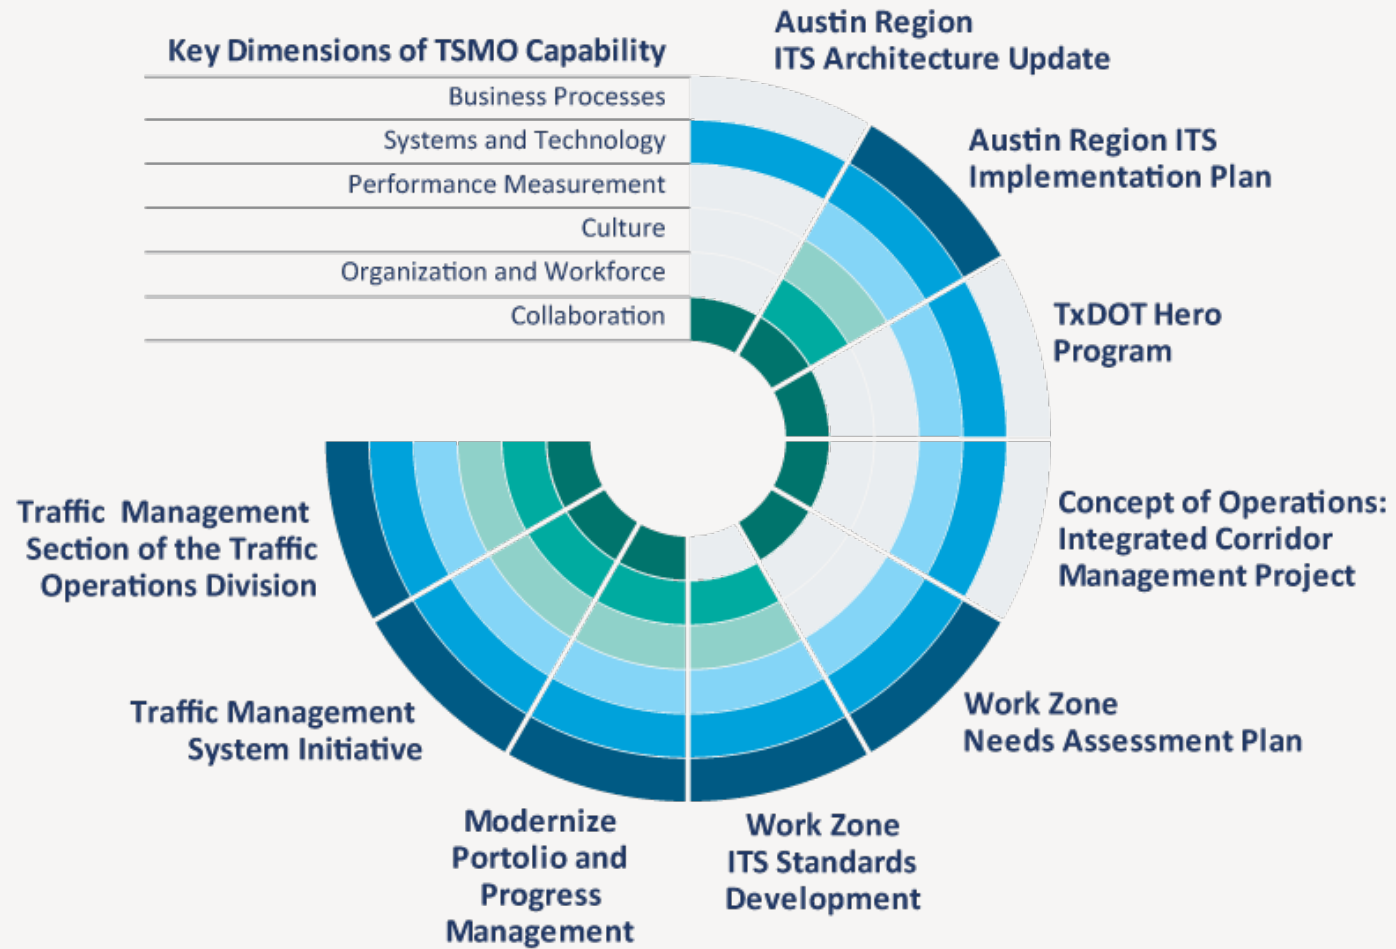 Key Dimensions of TSMO Capability
Business Processes
Systems and Technology
Performance Measurement
Culture
Organization and Workforce
Collaboration
Austin Region
ITS Architecture Update
Austin Region ITS
Implementation Plan
TxDOT Hero
Program
Concept of Operations:
Integrated Corridor
Management Project
Work Zone
Needs Assessment Plan
Work Zone
ITS Standards
Development
Modernize
Portolio and
Progress
Management
Traffic Management
System Initiative
Traffic Management
Section of the Traffic
Operations Division